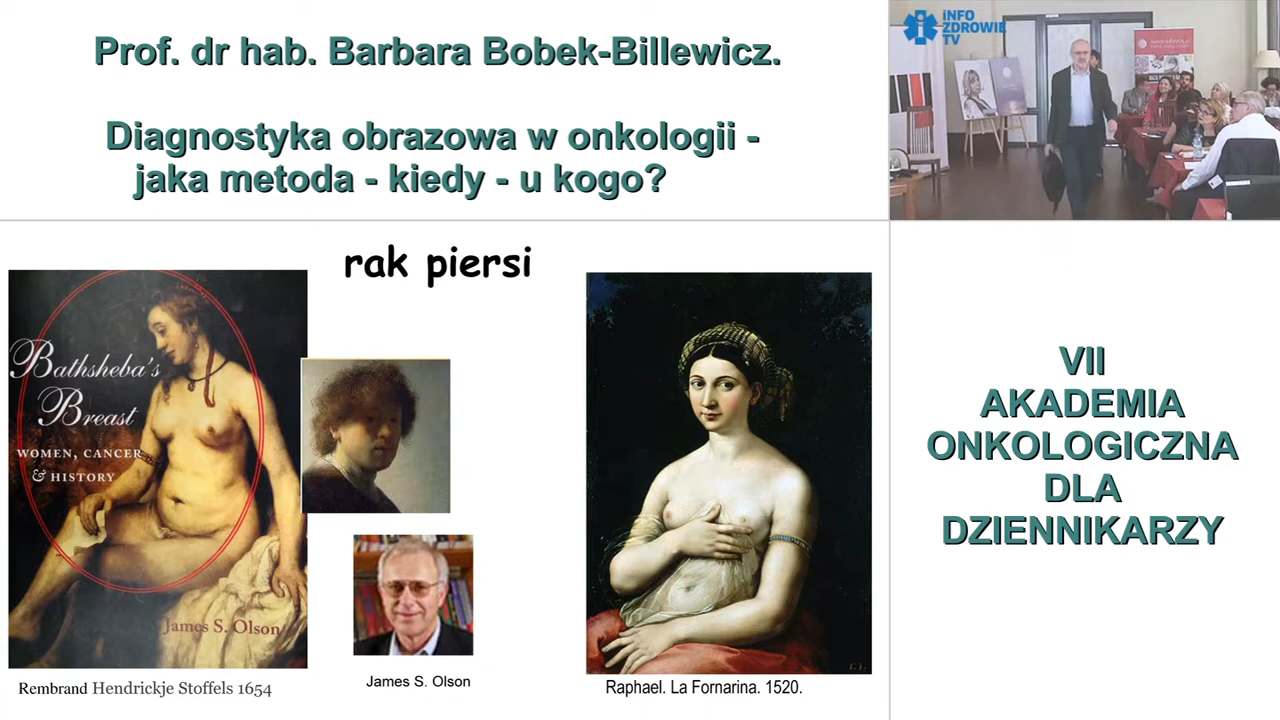 Prof. dr hab. Barbara Bobek-Billewicz.
Diagnostyka obrazowa w onkologii -
jaka metoda - kiedy - u kogo?
iNFO
ZDROWIE
TV
rak piersi
Bathsheba's
Breast
WOMEN, CANCER
& HISTORY
James S. Olson
Rembrand Hendrickje Stoffels 1654
James S. Olson
Raphael. La Fornarina. 1520.
VII
AKADEMIA
ONKOLOGICZNA
DLA
DZIENNIKARZY